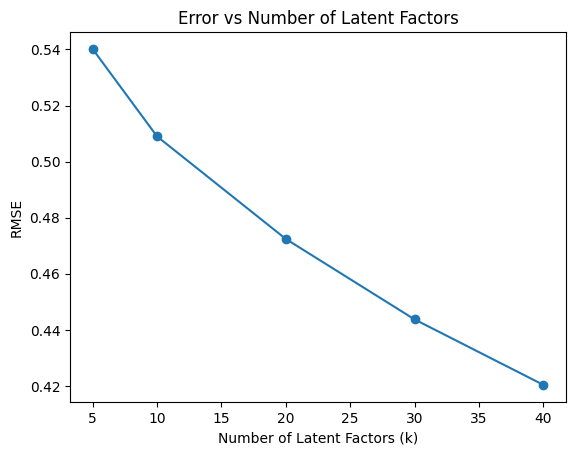 Error vs Number of Latent Factors
0.54
0.52
0.50
0.48
0.46
0.44
0.42
RMSE
5 10 15 20 25 30 35 40
Number of Latent Factors (k)